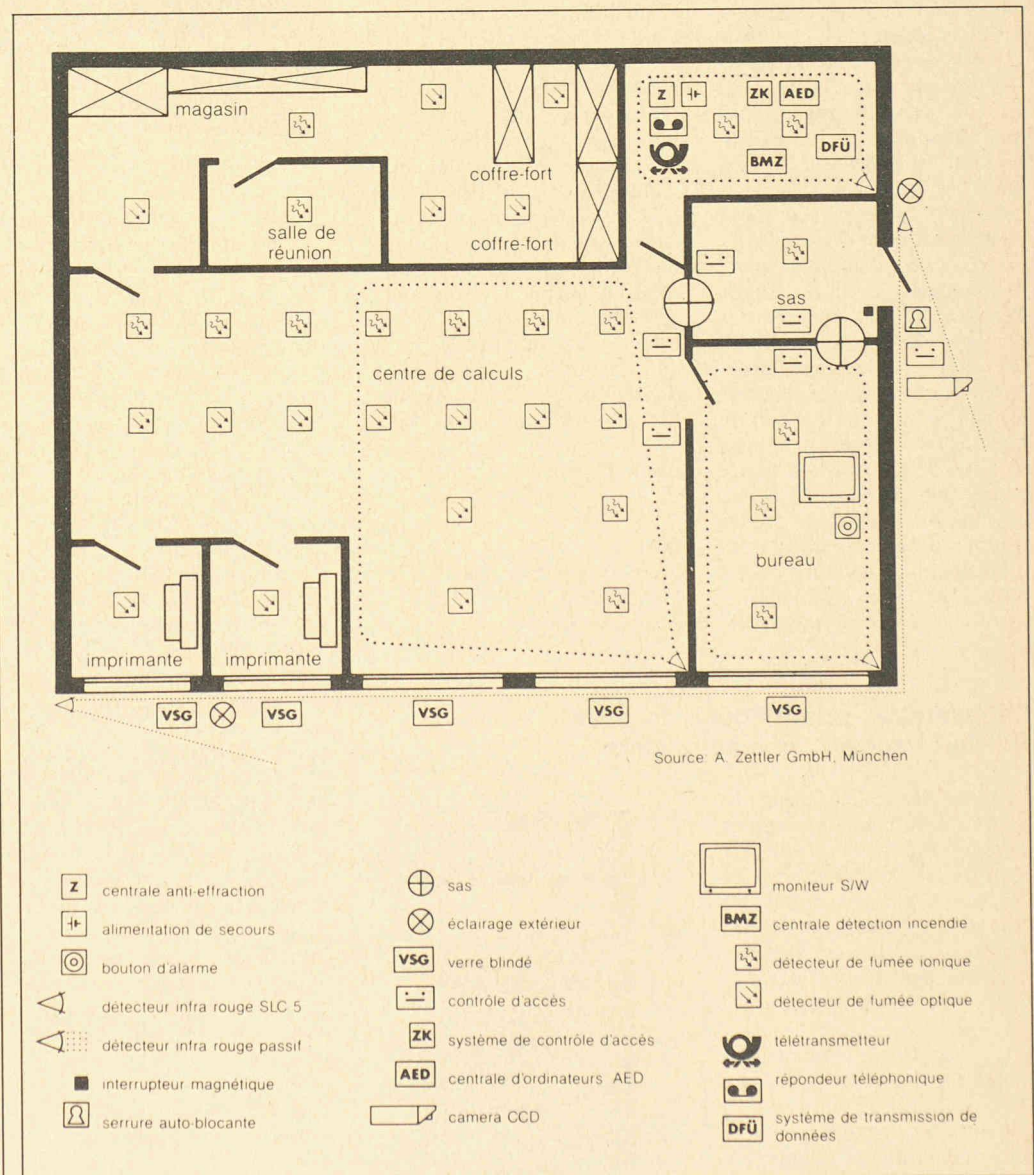 magasin
Z
ZK
AED
DFÜ
BMZ
coffre-fort
salle de
réunion
coffre-fort
sas
centre de calculs
bureau
imprimante
imprimante
VSG
VSG
VSG
VSG
VSG
Source: A. Zettler GmbH, München
Z centrale anti-effraction
alimentation de secours
bouton d'alarme
détecteur infra rouge SLC 5
détecteur infra rouge passif
interrupteur magnétique
serrure auto-blocante
sas
éclairage extérieur
VSG verre blindé
contrôle d'accès
ZK système de contrôle d'accès
AED centrale d'ordinateurs AED
camera CCD
moniteur S/W
BMZ centrale détection incendie
détecteur de fumée ionique
détecteur de fumée optique
télétransmetteur
répondeur téléphonique
DFÜ système de transmission de
données